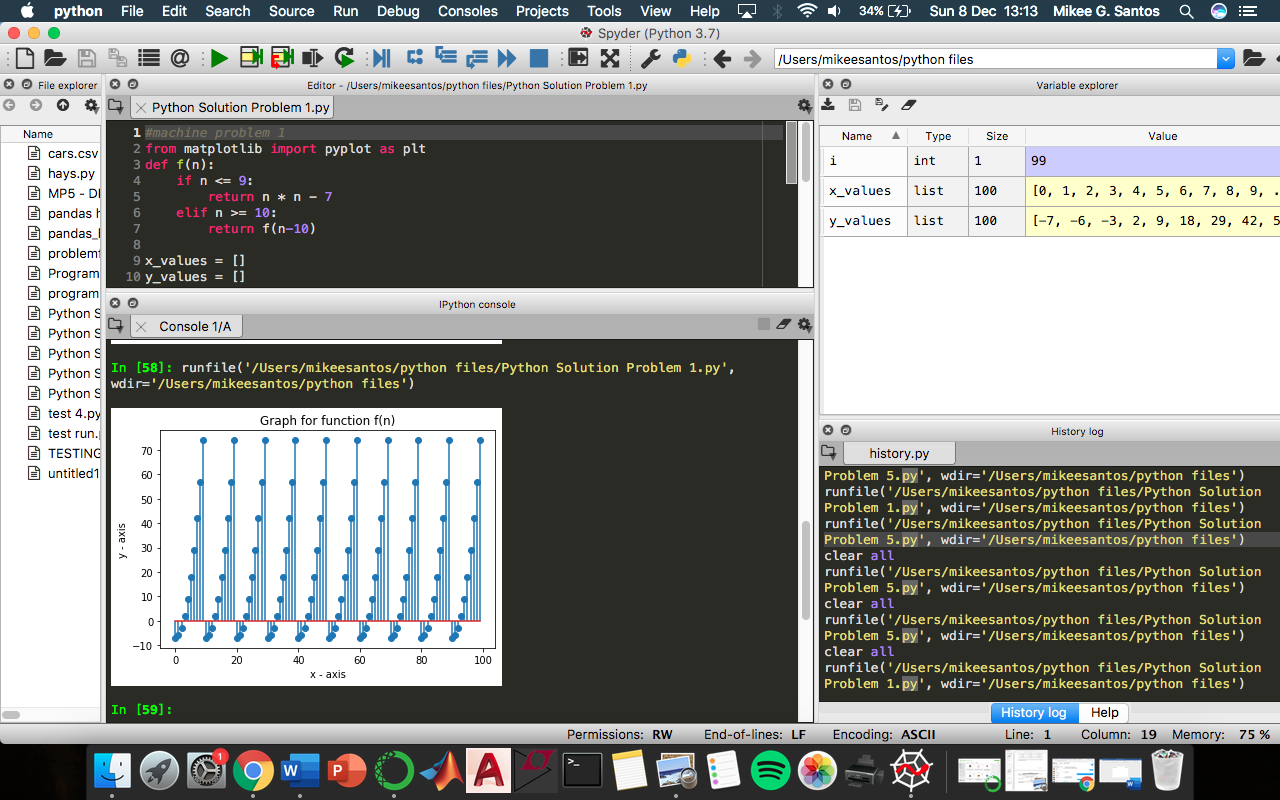 python File Edit Search Source Run Debug Consoles Projects Tools View Help 34% Sun 8 Dec 13:13 Mikee G. Santos
Spyder (Python 3.7)
/Users/mikeesantos/python files
File explorer
Name
cars.csv
hays.py
MP5 - DI
pandas h
pandas_
problem
Program
program
Python S
Python S
Python S
Python S
Python S
test 4.py
test run.
TESTING
untitled1
Editor - /Users/mikeesantos/python files/Python Solution Problem 1.py
Python Solution Problem 1.py
1 #machine problem 1
2 from matplotlib import pyplot as plt
3 def f(n):
4 if n <= 9:
5 return n * n - 7
6 elif n >= 10:
7 return f(n-10)
8
9 x_values = []
10 y_values = []
IPython console
Console 1/A
In [58]: runfile('/Users/mikeesantos/python files/Python Solution Problem 1.py',
wdir='/Users/mikeesantos/python files')
Graph for function f(n)
70
60
50
40
30
20
10
0
−10
y - axis
0 20 40 60 80 100
x - axis
In [59]:
Variable explorer
Name Type Size Value
i int 1 99
x_values list 100 [0, 1, 2, 3, 4, 5, 6, 7, 8, 9, .
y_values list 100 [-7, -6, -3, 2, 9, 18, 29, 42, 5
History log
history.py
Problem 5.py', wdir='/Users/mikeesantos/python files')
runfile('/Users/mikeesantos/python files/Python Solution
Problem 1.py', wdir='/Users/mikeesantos/python files')
runfile('/Users/mikeesantos/python files/Python Solution
Problem 5.py', wdir='/Users/mikeesantos/python files')
clear all
runfile('/Users/mikeesantos/python files/Python Solution
Problem 5.py', wdir='/Users/mikeesantos/python files')
clear all
runfile('/Users/mikeesantos/python files/Python Solution
Problem 5.py', wdir='/Users/mikeesantos/python files')
clear all
runfile('/Users/mikeesantos/python files/Python Solution
Problem 1.py', wdir='/Users/mikeesantos/python files')
History log Help
Permissions: RW End-of-lines: LF Encoding: ASCII Line: 1 Column: 19 Memory: 75 %